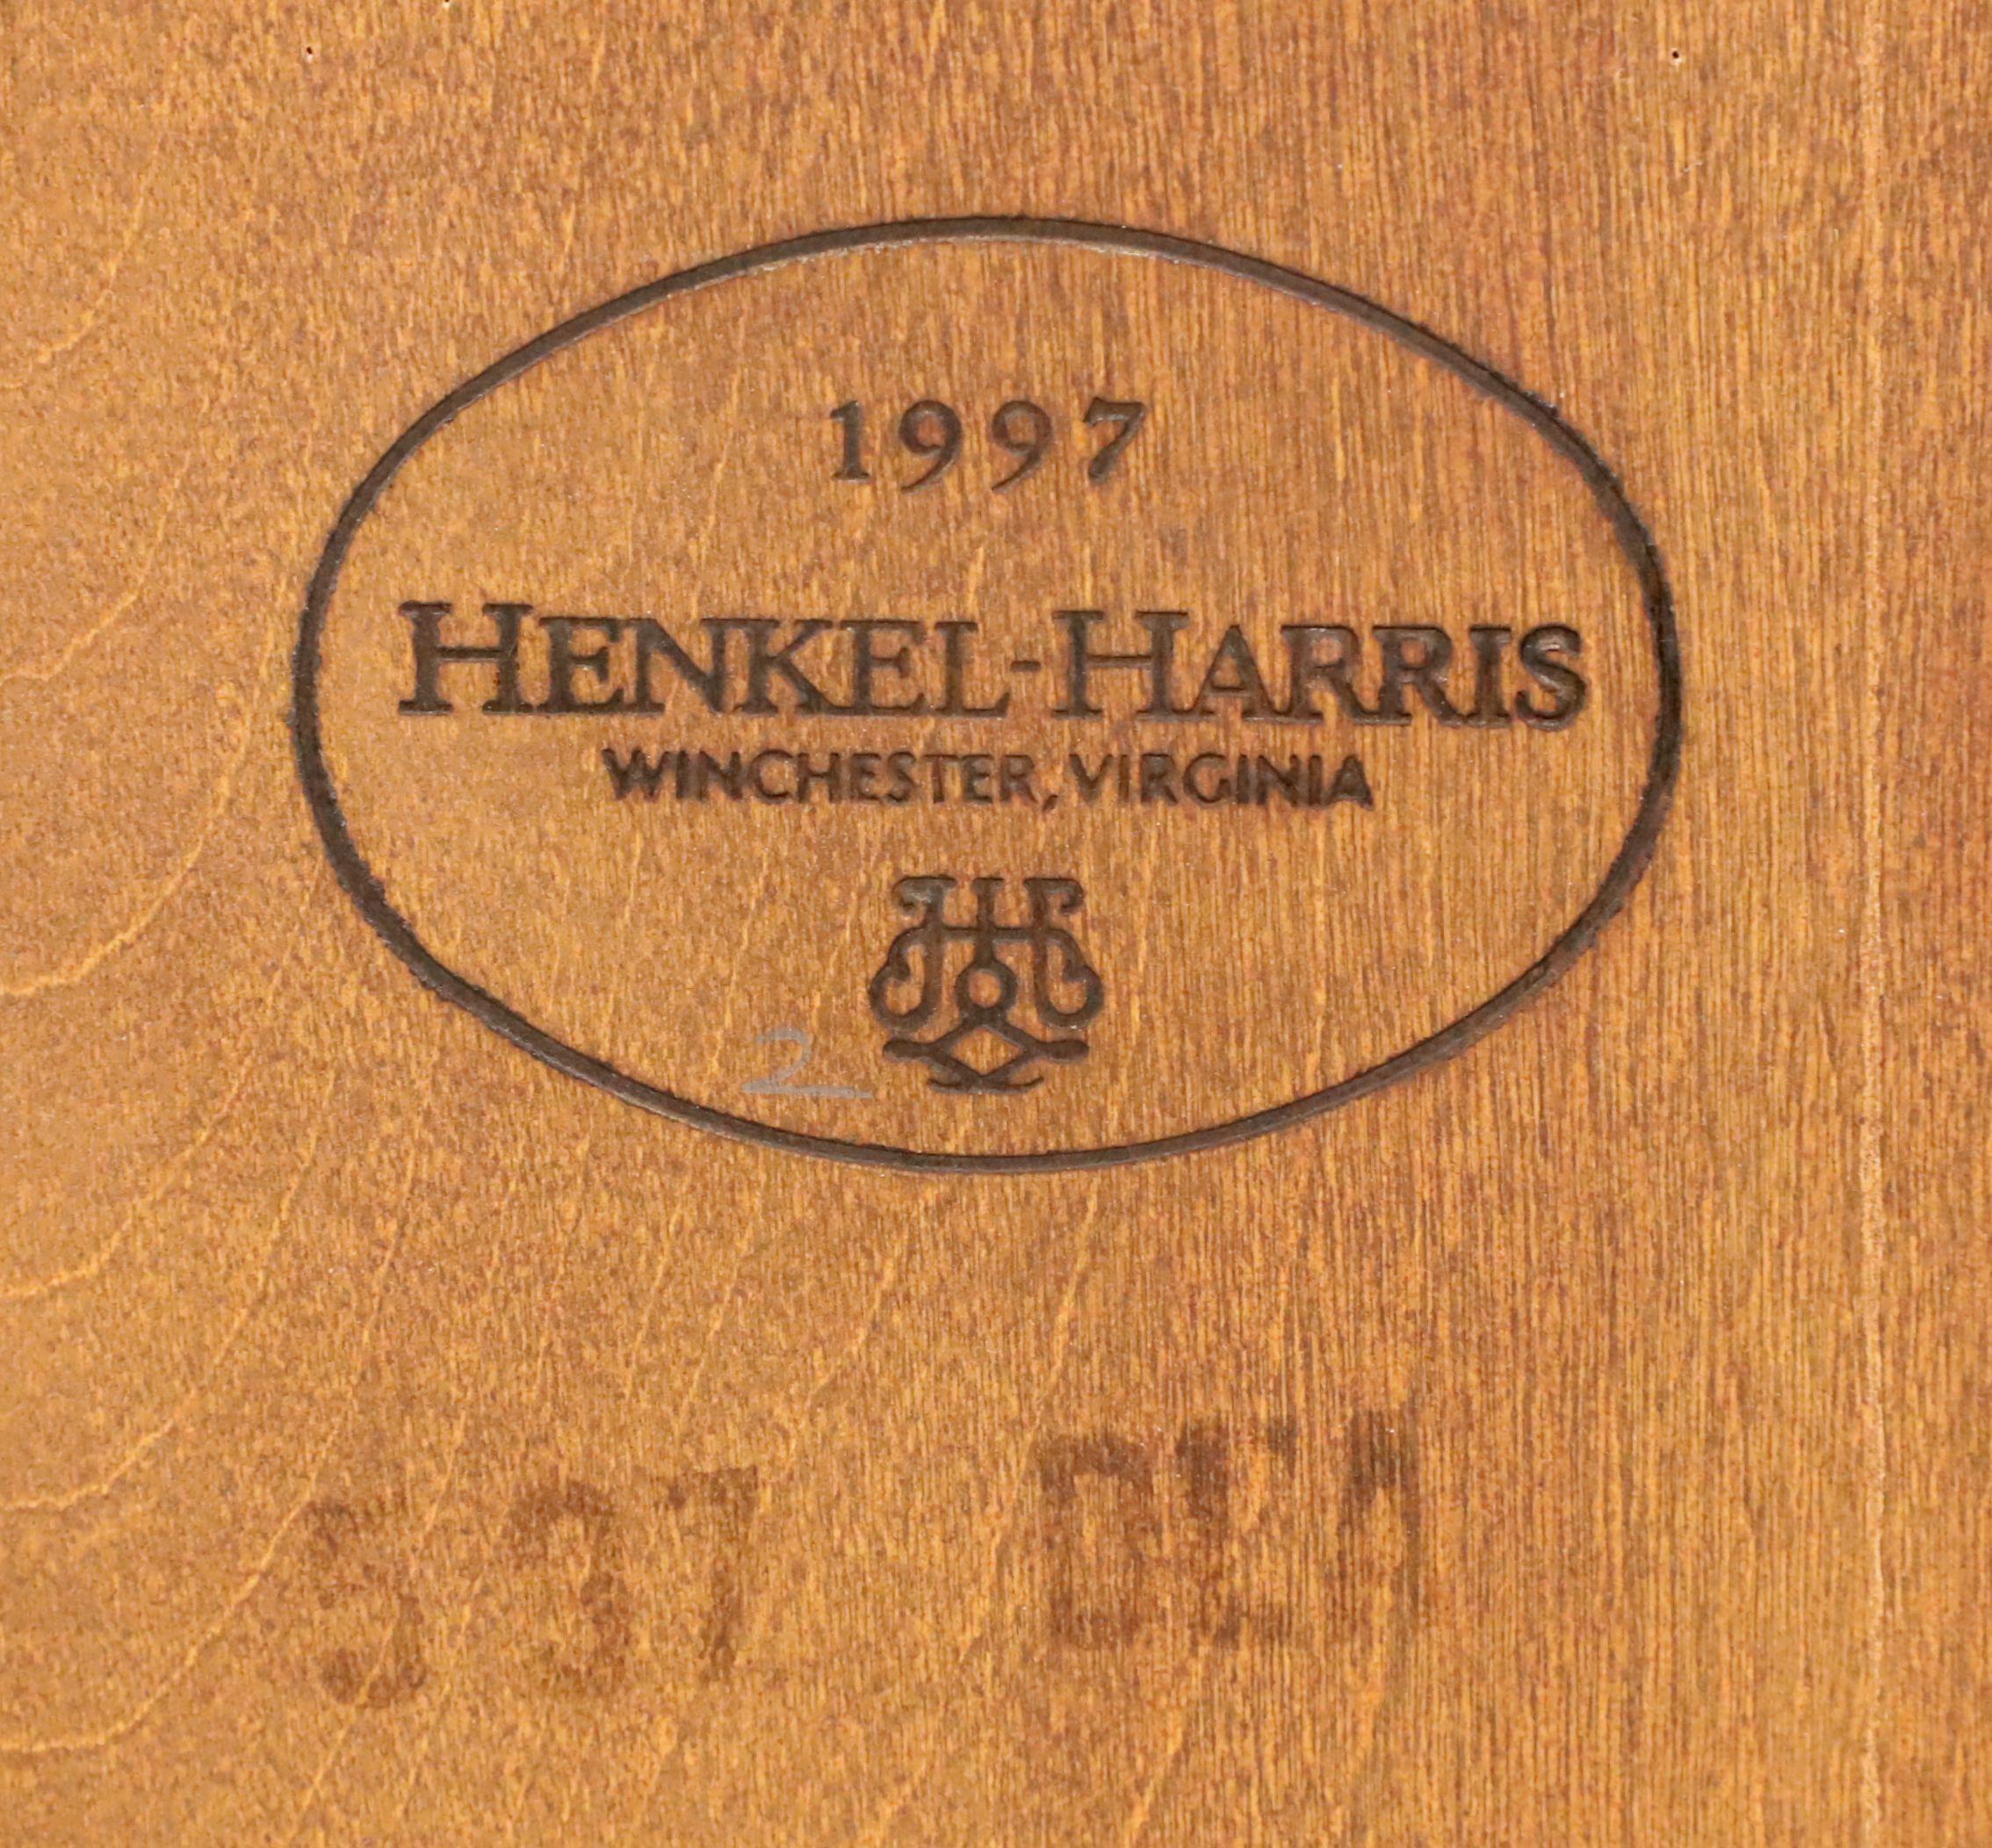 1997
HENKEL-HARRIS
WINCHESTER, VIRGINIA
2